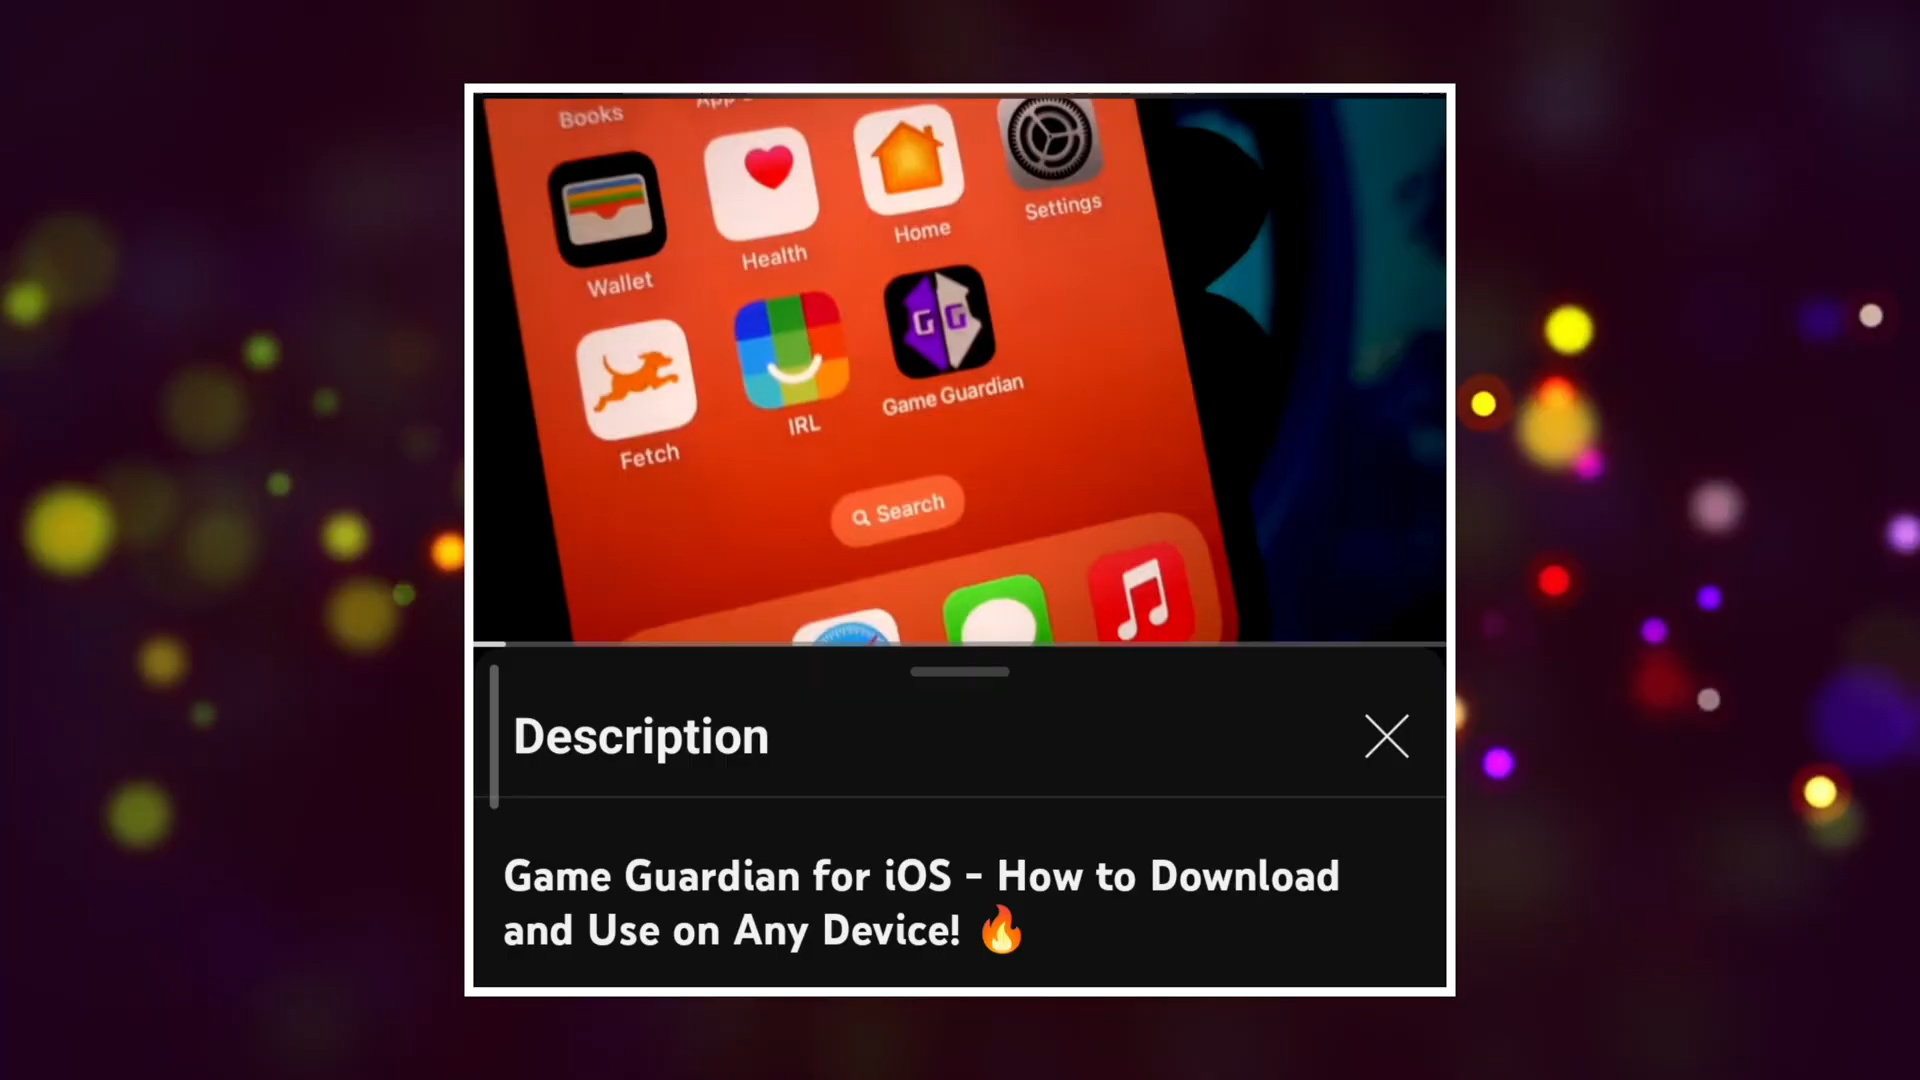 Books
App S
Wallet
Health
Home
Settings
Fetch
IRL
G G
Game Guardian
Search
Description
Game Guardian for iOS - How to Download
and Use on Any Device! 🔥